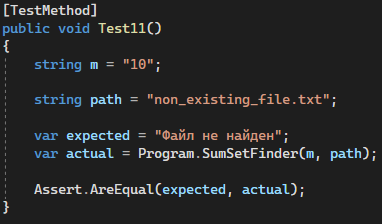 [TestMethod]
public void Test11()
{
string m = "10";
string path = "non_existing_file.txt";
var expected = "Файл не найден";
var actual = Program.SumSetFinder(m, path);
Assert.AreEqual(expected, actual);
}